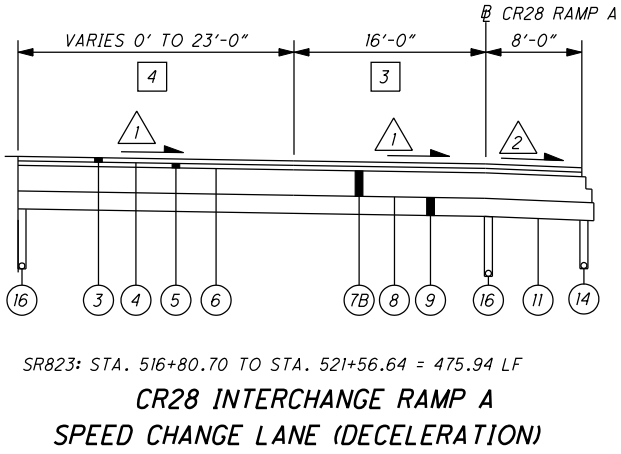 ℄ CR28 RAMP A
VARIES 0' TO 23'-0" 16'-0" 8'-0"
4 3
1 1 2
16 3 4 5 6 7B 8 9 16 11 14
SR823: STA. 516+80.70 TO STA. 521+56.64 = 475.94 LF
CR28 INTERCHANGE RAMP A
SPEED CHANGE LANE (DECELERATION)